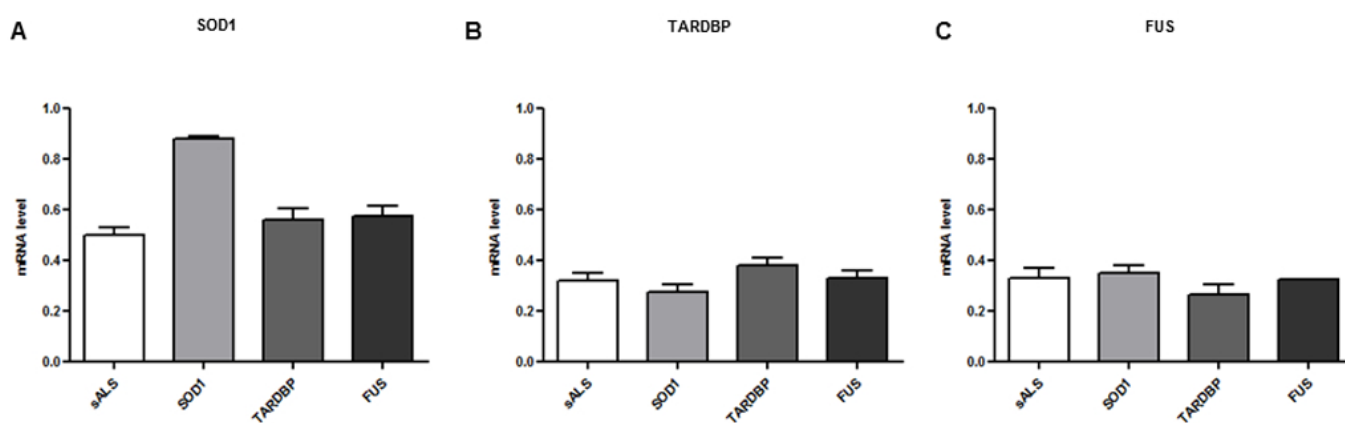 A
SOD1
mRNA level
1.0
0.8
0.6
0.4
0.2
0.0
sALS
SOD1
TARDBP
FUS
B
TARDBP
mRNA level
1.0
0.8
0.6
0.4
0.2
0.0
sALS
SOD1
TARDBP
FUS
C
FUS
mRNA level
1.0
0.8
0.6
0.4
0.2
0.0
sALS
SOD1
TARDBP
FUS